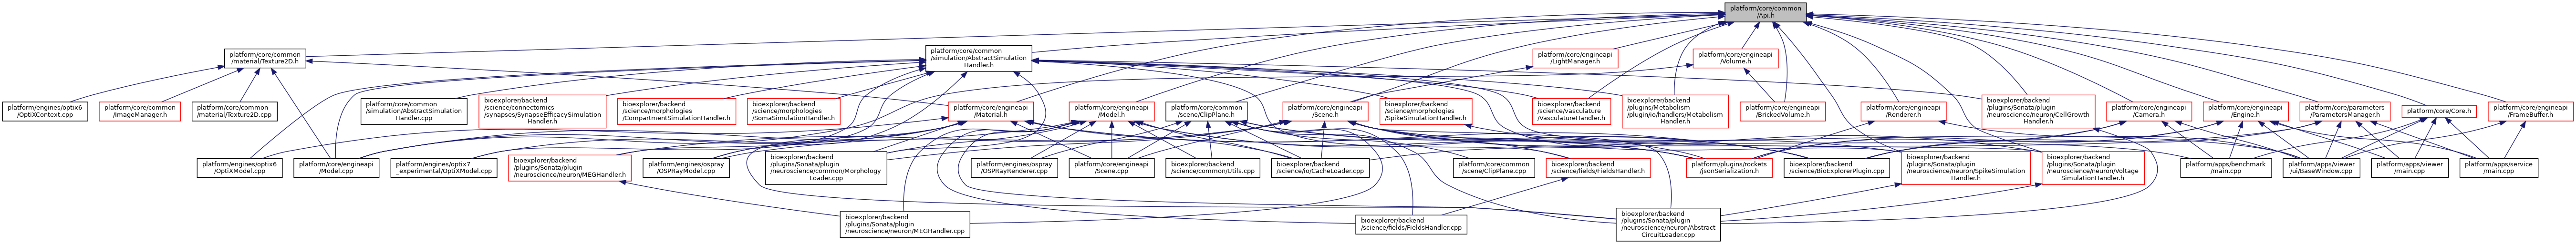 platform/core/common
/Api.h
platform/core/common
/material/Texture2D.h
platform/core/common
/simulation/AbstractSimulation
Handler.h
platform/core/engineapi
/LightManager.h
platform/core/engineapi
/Volume.h
platform/engines/optix6
/OptiXContext.cpp
platform/core/common
/ImageManager.h
platform/core/common
/material/Texture2D.cpp
platform/core/common
/simulation/AbstractSimulation
Handler.cpp
bioexplorer/backend
/science/connectomics
/synapses/SynapseEfficacySimulation
Handler.h
bioexplorer/backend
/science/morphologies
/CompartmentSimulationHandler.h
bioexplorer/backend
/science/morphologies
/SomaSimulationHandler.h
platform/core/engineapi
/Material.h
platform/core/engineapi
/Model.h
platform/core/common
/scene/ClipPlane.h
platform/core/engineapi
/Scene.h
bioexplorer/backend
/science/morphologies
/SpikeSimulationHandler.h
bioexplorer/backend
/science/vasculature
/VasculatureHandler.h
bioexplorer/backend
/plugins/Metabolism
/plugin/io/handlers/Metabolism
Handler.h
platform/core/engineapi
/BrickedVolume.h
platform/core/engineapi
/Renderer.h
bioexplorer/backend
/plugins/Sonata/plugin
/neuroscience/neuron/CellGrowth
Handler.h
platform/core/engineapi
/Camera.h
platform/core/engineapi
/Engine.h
platform/core/parameters
/ParametersManager.h
platform/core/Core.h
platform/core/engineapi
/FrameBuffer.h
platform/engines/optix6
/OptiXModel.cpp
platform/core/engineapi
/Model.cpp
platform/engines/optix7
_experimental/OptiXModel.cpp
bioexplorer/backend
/plugins/Sonata/plugin
/neuroscience/neuron/MEGHandler.h
platform/engines/ospray
/OSPRayModel.cpp
bioexplorer/backend
/plugins/Sonata/plugin
/neuroscience/common/Morphology
Loader.cpp
platform/engines/ospray
/OSPRayRenderer.cpp
platform/core/engineapi
/Scene.cpp
bioexplorer/backend
/science/common/Utils.cpp
bioexplorer/backend
/science/io/CacheLoader.cpp
platform/core/common
/scene/ClipPlane.cpp
bioexplorer/backend
/science/fields/FieldsHandler.h
platform/plugins/rockets
/jsonSerialization.h
bioexplorer/backend
/science/BioExplorerPlugin.cpp
bioexplorer/backend
/plugins/Sonata/plugin
/neuroscience/neuron/SpikeSimulation
Handler.h
bioexplorer/backend
/plugins/Sonata/plugin
/neuroscience/neuron/Voltage
SimulationHandler.h
platform/apps/benchmark
/main.cpp
platform/apps/viewer
/ui/BaseWindow.cpp
platform/apps/viewer
/main.cpp
platform/apps/service
/main.cpp
bioexplorer/backend
/plugins/Sonata/plugin
/neuroscience/neuron/MEGHandler.cpp
bioexplorer/backend
/science/fields/FieldsHandler.cpp
bioexplorer/backend
/plugins/Sonata/plugin
/neuroscience/neuron/Abstract
CircuitLoader.cpp